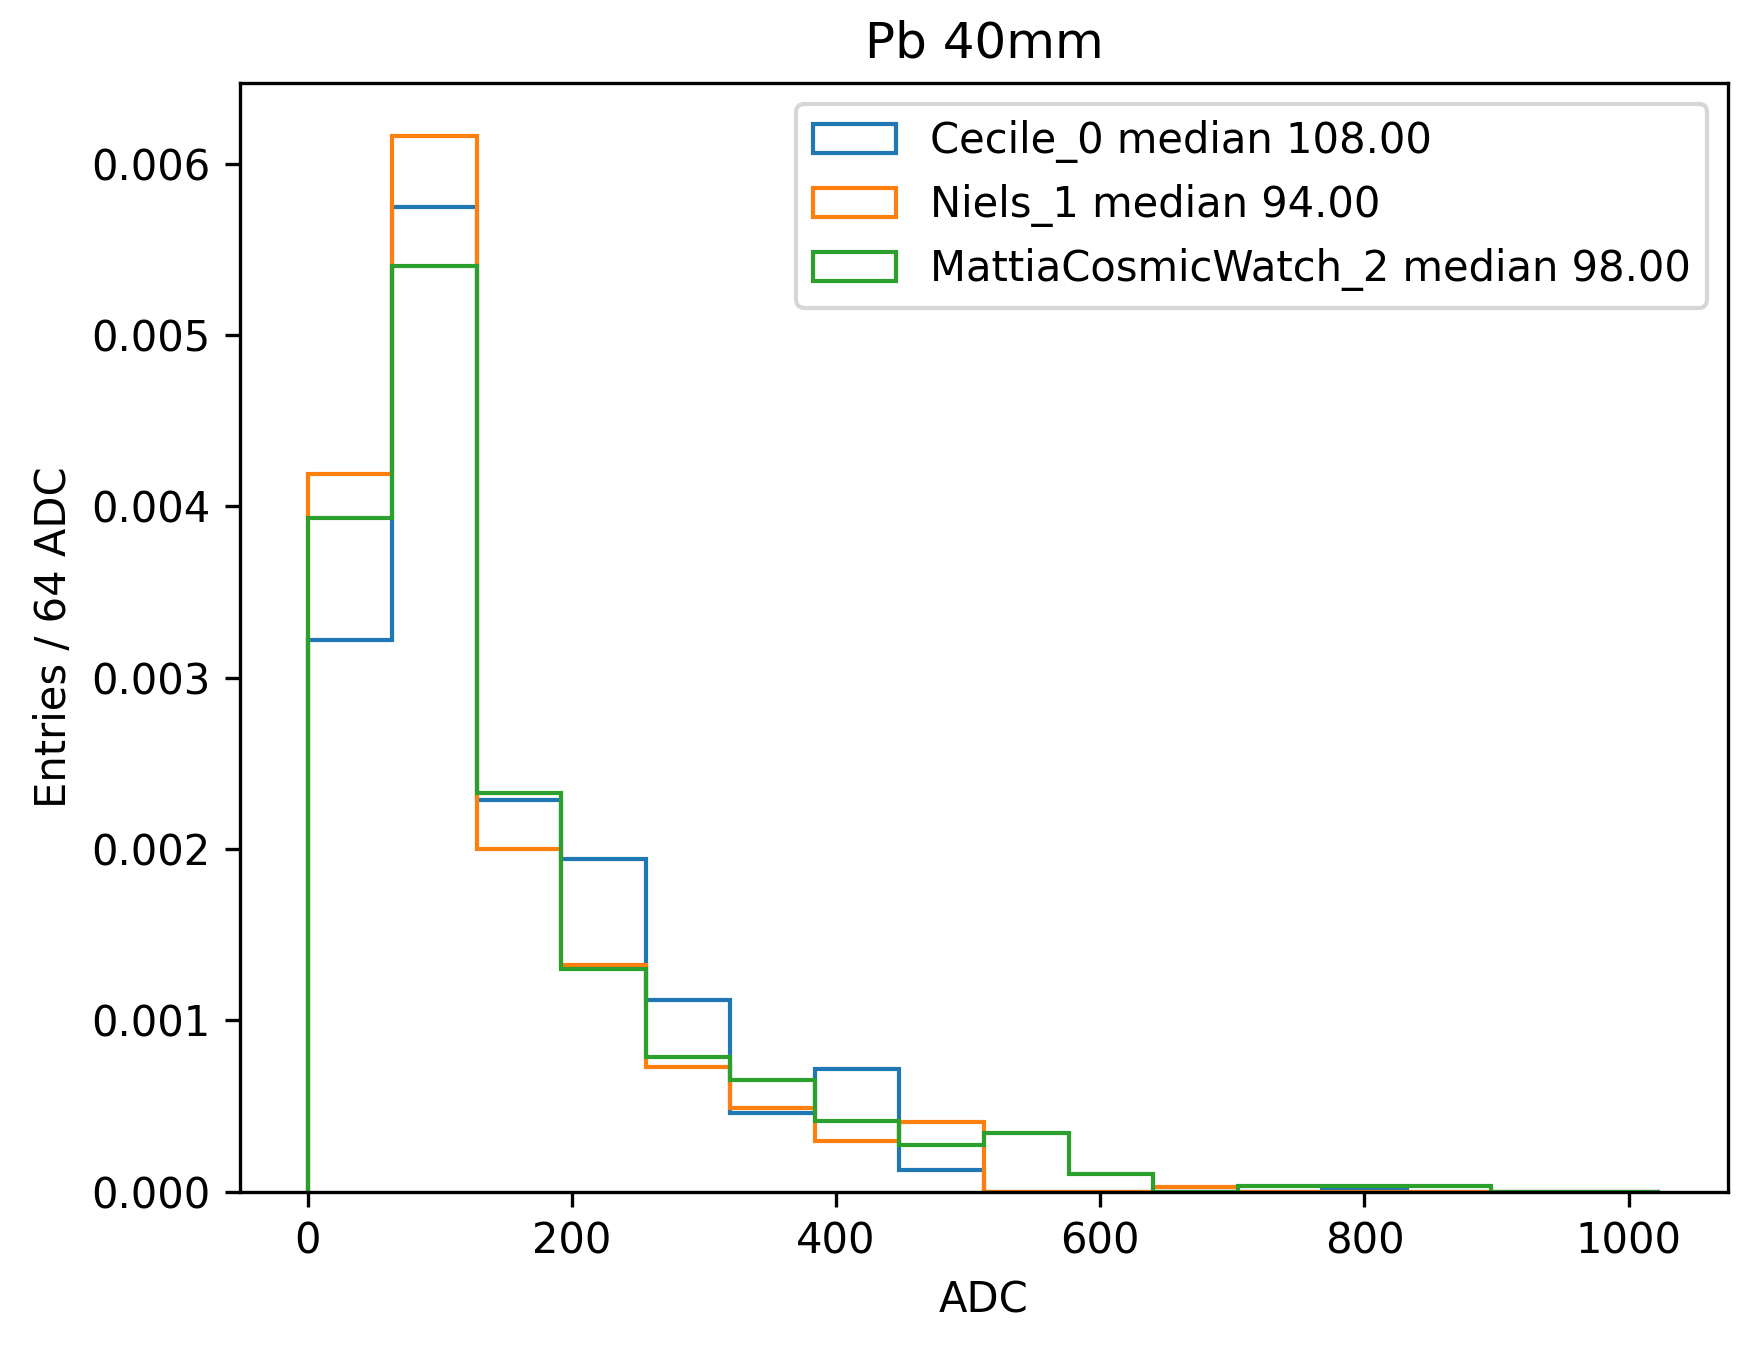 Pb 40mm
Cecile_0 median 108.00
Niels_1 median 94.00
MattiaCosmicWatch_2 median 98.00
0.006
0.005
0.004
0.003
0.002
0.001
0.000
Entries / 64 ADC
0 200 400 600 800 1000
ADC